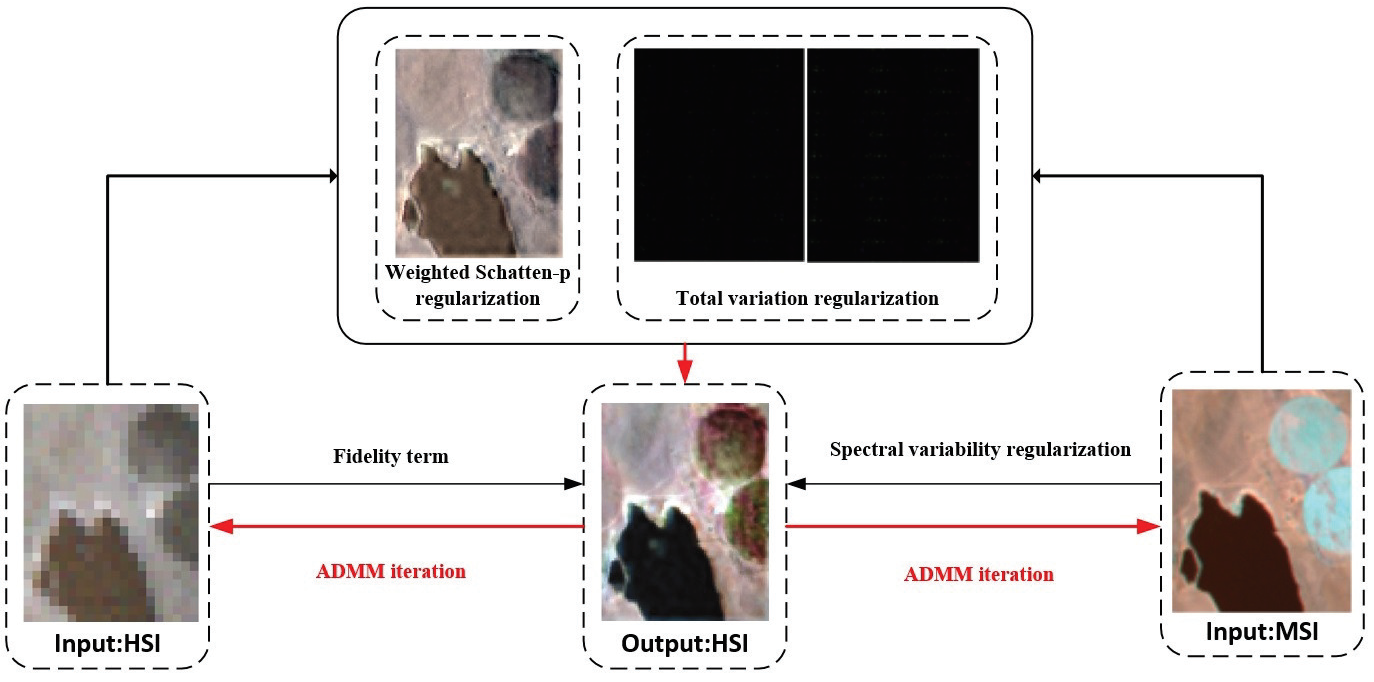 Weighted Schatten-p
regularization
Total variation regularization
Fidelity term
Spectral variability regularization
ADMM iteration
ADMM iteration
Input:HSI
Output:HSI
Input:MSI